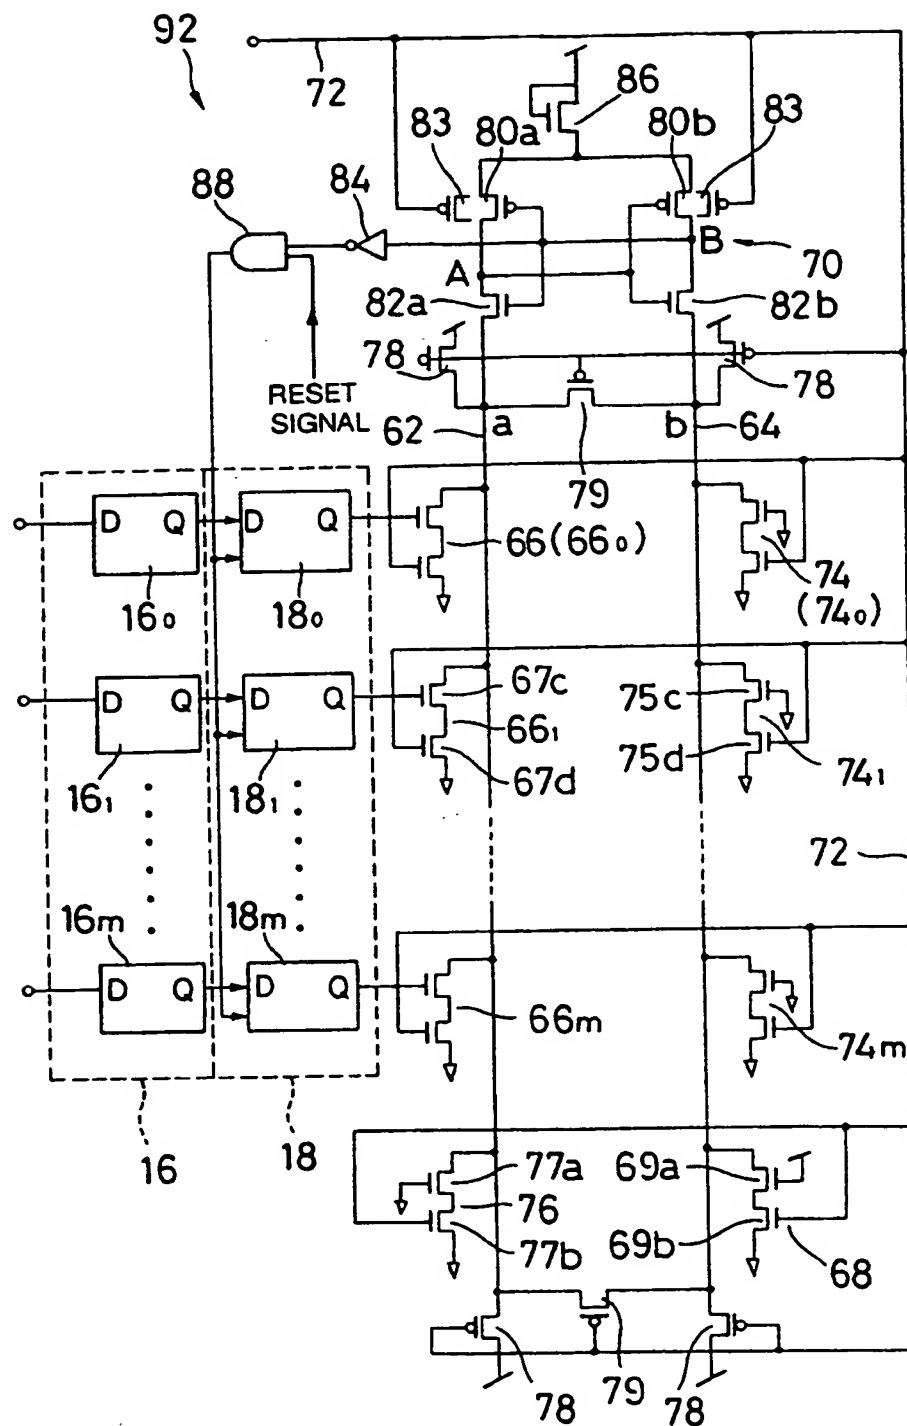 92
72
86
83
80a
80b
83
88
84
B
70
A
82a
82b
78
78
RESET
SIGNAL
62
a
b
64
79
D Q
D Q
66(66₀)
16₀
18₀
74
(74₀)
D Q
D Q
67c
75c
66₁
67d
75d
74₁
16₁
18₁
72
16m
18m
D Q
D Q
66m
74m
16
18
77a
69a
76
77b
69b
68
78
79
78